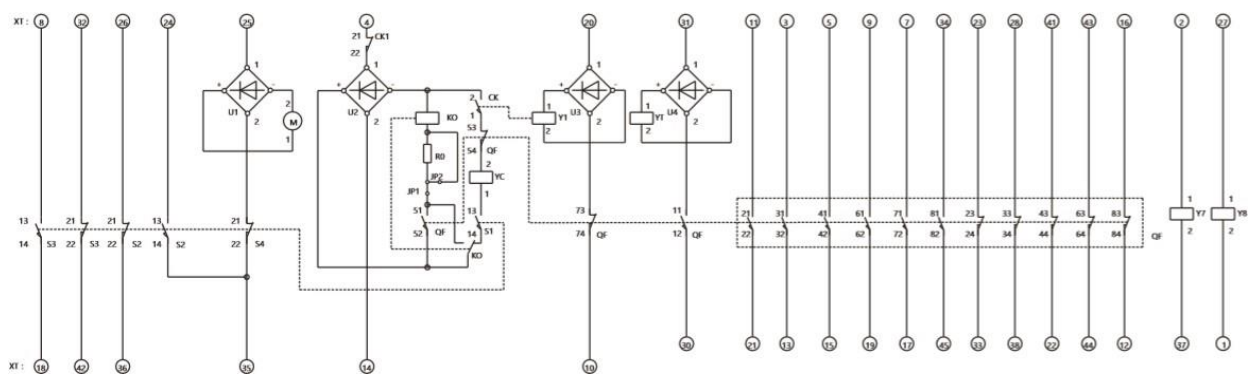 XT : 8 32 26 24 25 4 20 31 11 3 5 9 7 34 23 28 41 43 16 2 27
21 CK1
22
1 1 1 1
+ - + - + - + -
U1 U2 U3 U4
2 2 2 2
2 M 1
2 CK
1
KO
1 Y1 2
1 Y1 2
S3
S4 QF
R0
2 YC
1
JP2
JP1
13 21 21 13 21 S1 13 73 11 21 31 41 61 71 81 23 33 43 63 83 1 1
14 S3 22 S3 22 S2 14 S2 22 S4 S2 QF 14 S1 74 QF 12 QF 22 32 42 62 72 82 24 34 44 64 84 QF Y7 2 Y8 2
KO
30 21 13 15 19 17 45 33 38 22 44 12 37 1
XT : 18 42 36 35 14 10